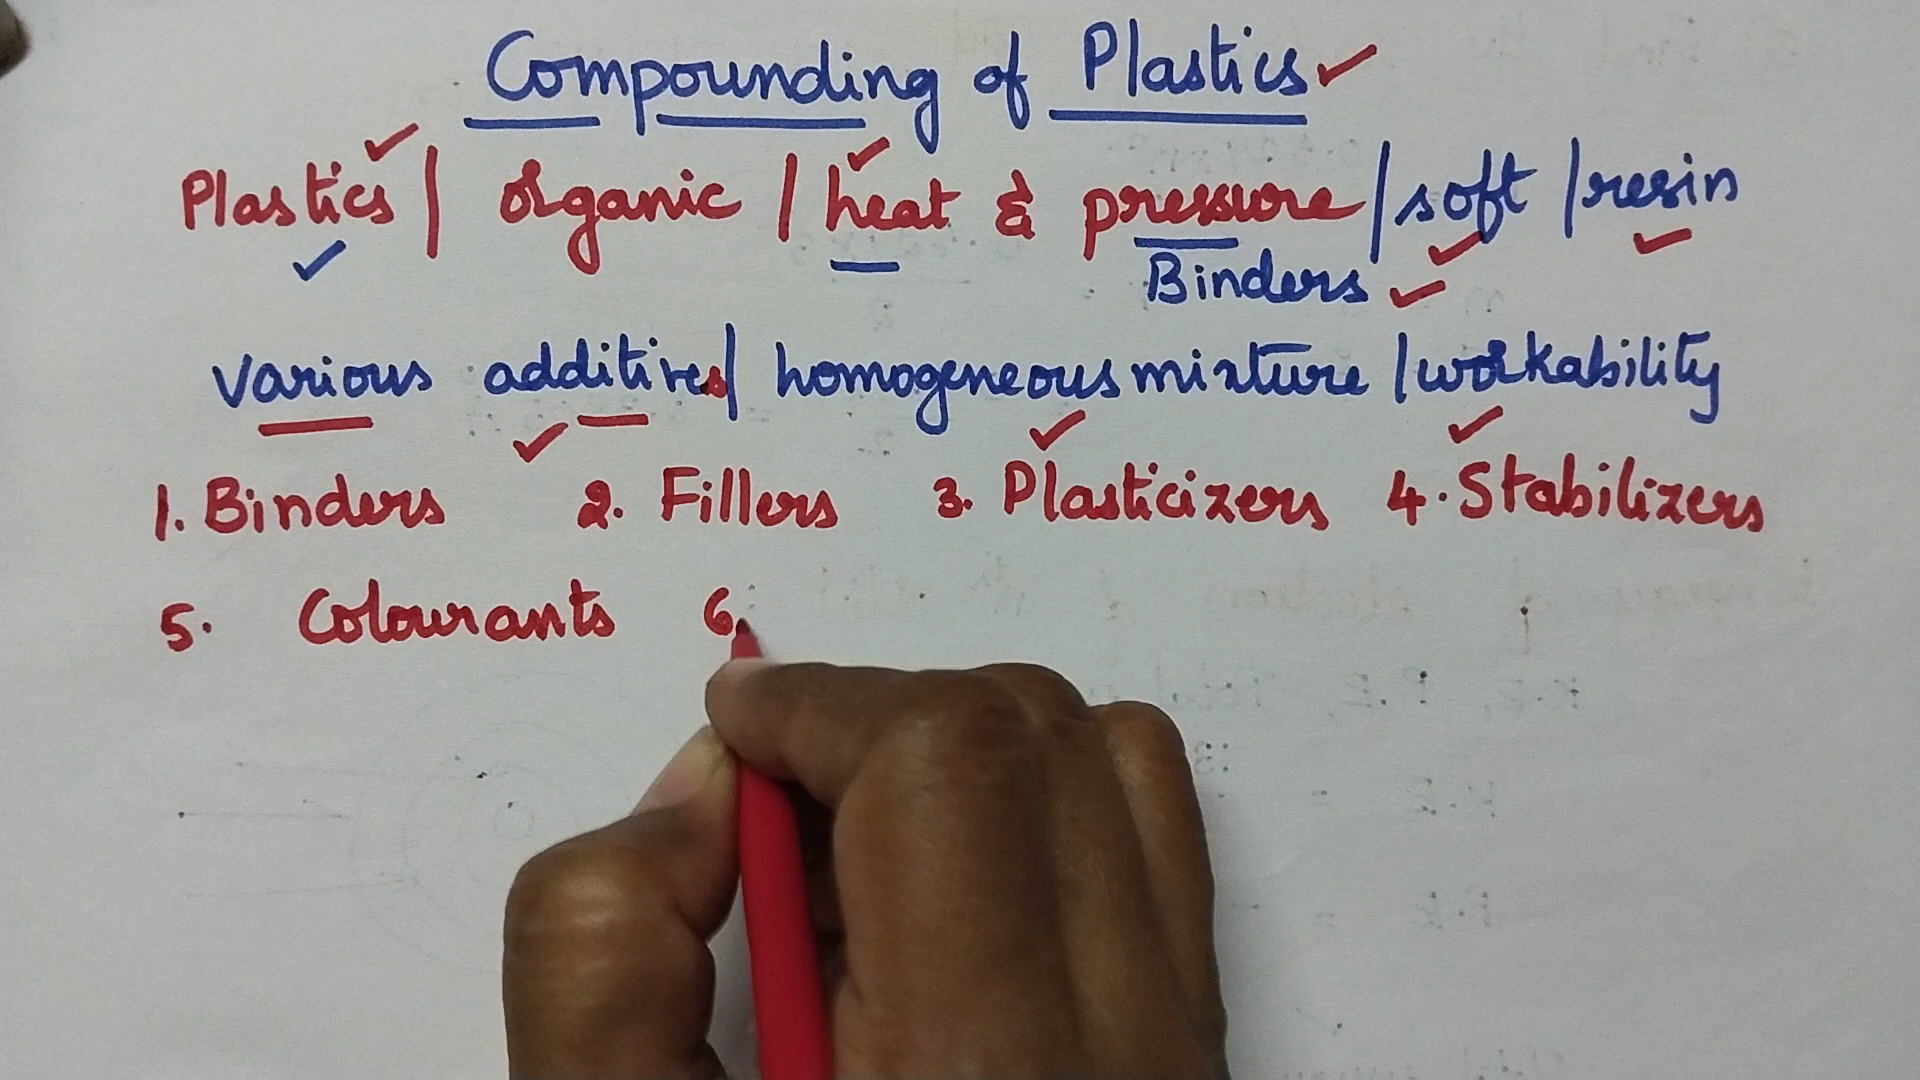 Compounding of Plastics
Plastics / organic / heat & pressure / soft / resin
Binders
various additives / homogeneous mixture / workability
1. Binders 2. Fillers 3. Plasticizers 4. Stabilizers
5. Colourants 6.